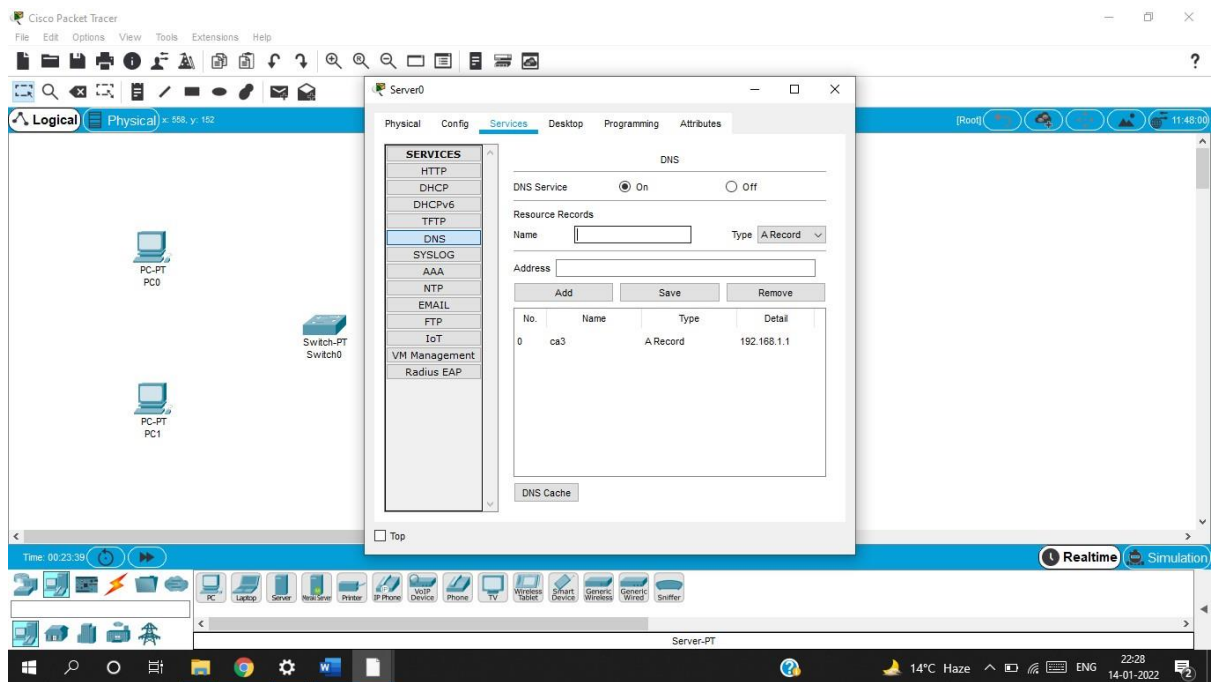 Cisco Packet Tracer
File Edit Options View Tools Extensions Help
?
Server0
Logical Physical x: 558, y: 152
[Root] 11:48:00
Physical Config Services Desktop Programming Attributes
SERVICES
HTTP
DHCP
DHCPv6
TFTP
DNS
SYSLOG
AAA
NTP
EMAIL
FTP
IoT
VM Management
Radius EAP
DNS
DNS Service On Off
Resource Records
Name Type A Record
Address
Add Save Remove
No. Name Type Detail
0 ca3 A Record 192.168.1.1
DNS Cache
Top
PC-PT
PC0
Switch-PT
Switch0
PC-PT
PC1
Time: 00:23:39
Realtime Simulation
PC Laptop Server Printer IP Phone VoIP Device Phone TV Wireless Tablet Smart Device Generic Wireless Generic Wired Sniffer
Server-PT
14°C Haze ENG 22:28
14-01-2022
2